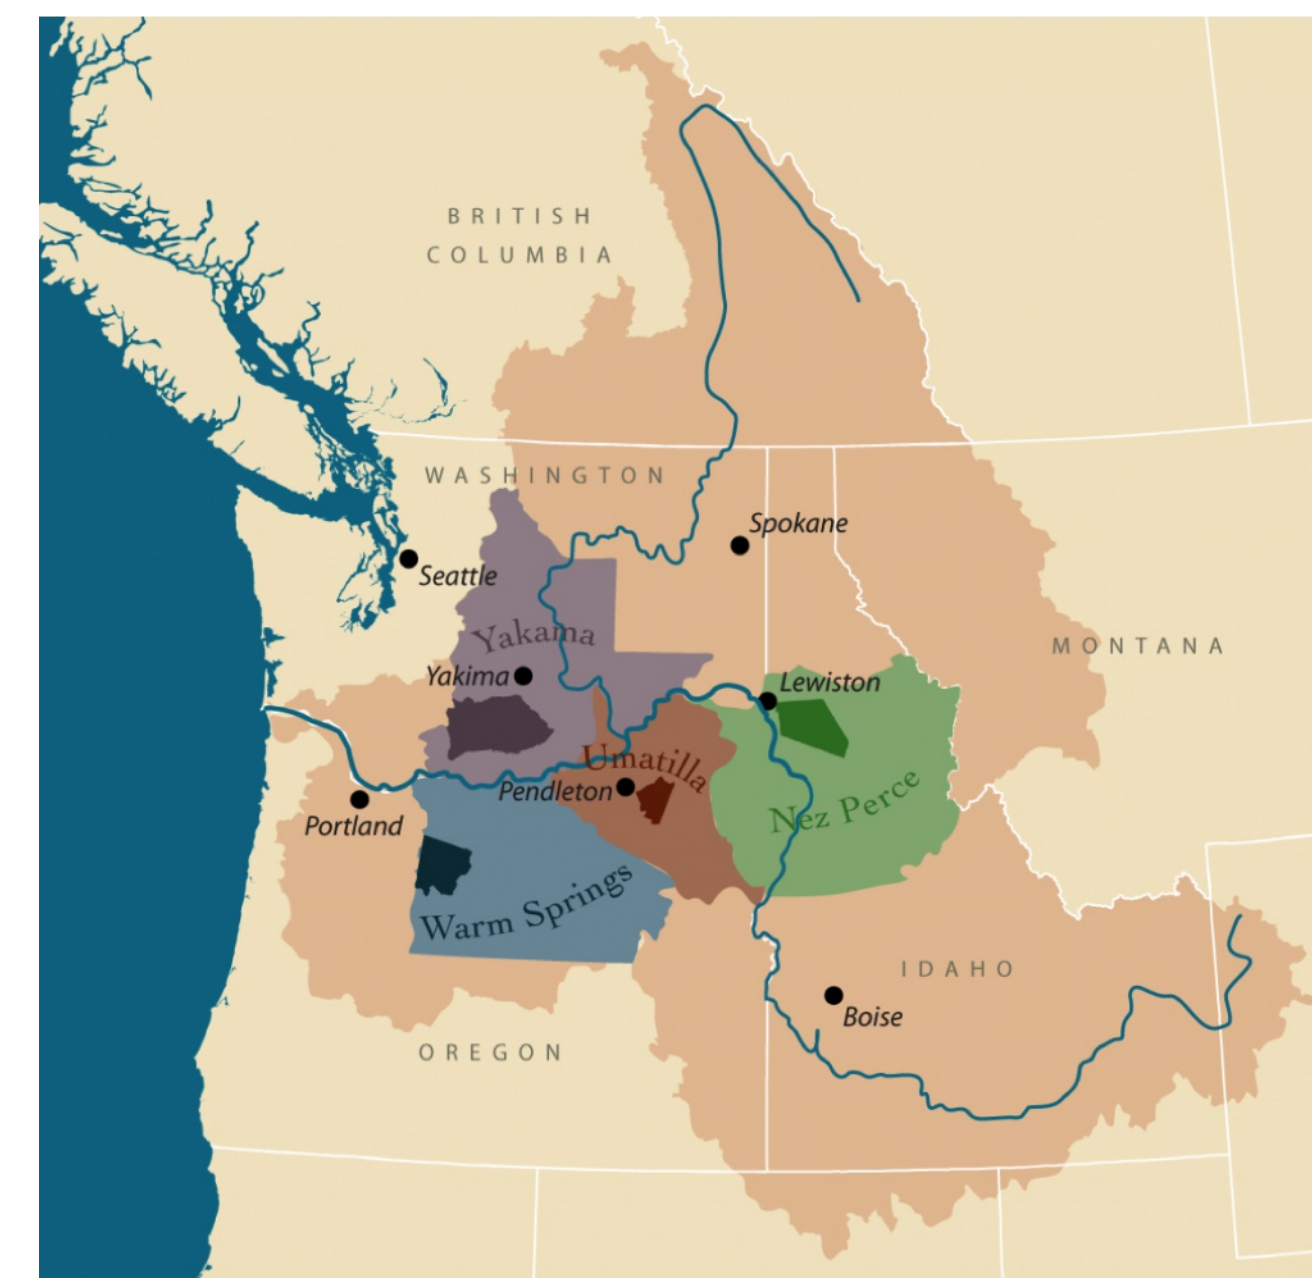 BRITISH
COLUMBIA
WASHINGTON
Spokane
Seattle
Yakama
MONTANA
Yakima
Lewiston
Umatilla
Pendleton
Nez Perce
Portland
Warm Springs
IDAHO
Boise
OREGON